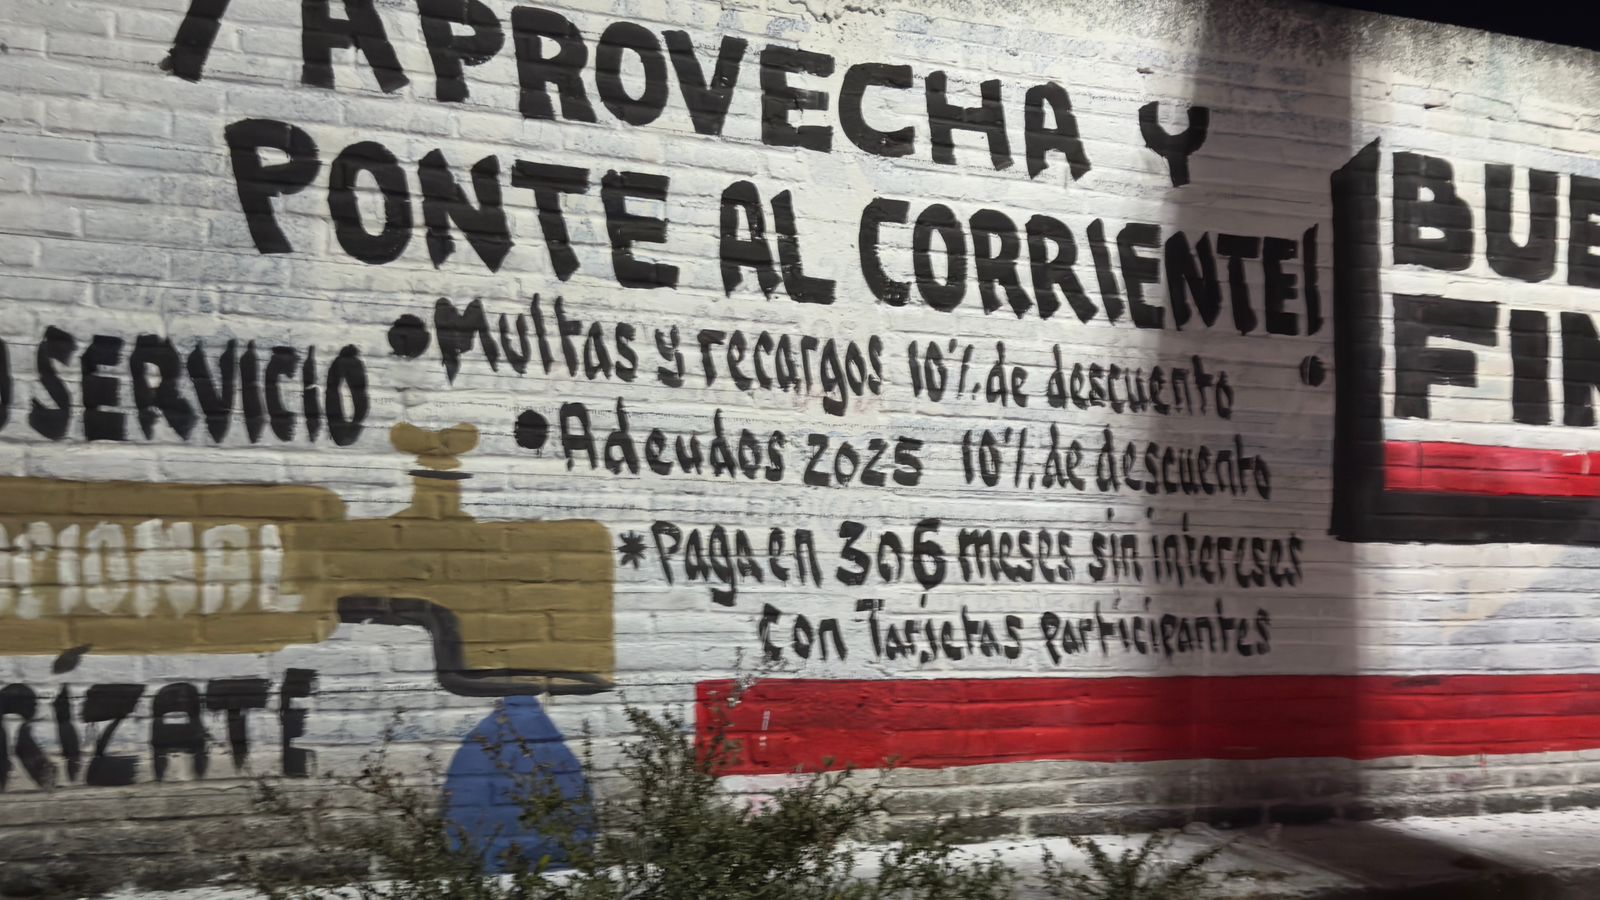 ¡APROVECHA Y
PONTE AL CORRIENTE!
•Multas y recargos 10% de descuento
•Adeudos 2025 10% de descuento
*Paga en 3 o 6 meses sin intereses
con Tarjetas participantes
SERVICIO
BUE
FIN